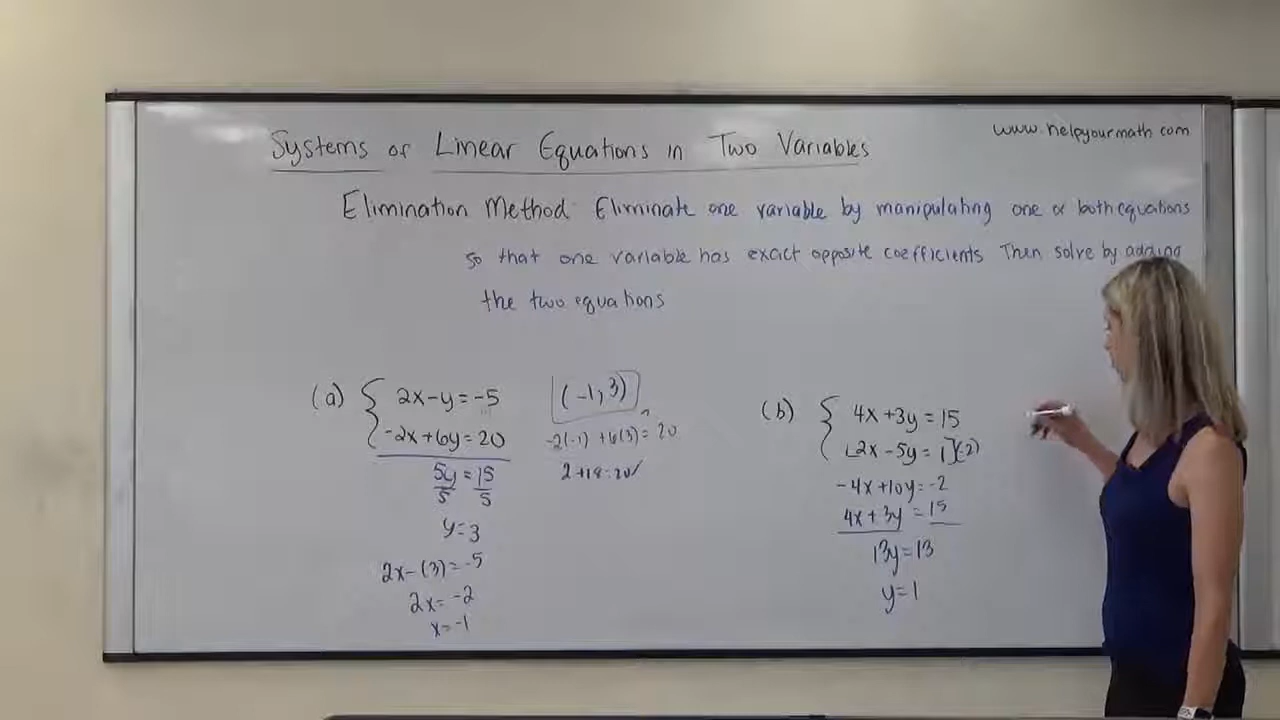 www.helpyourmath.com
Systems of Linear Equations in Two Variables
Elimination Method: Eliminate one variable by manipulating one or both equations
so that one variable has exact opposite coefficients Then solve by adding
the two equations
(a) { 2x-y=-5
-2x+6y=20
5y/5 = 15/5
y=3
2x-(3)=-5
2x=-2
x=-1
(-1,3)
-2(-1)+6(3)=20
2+18=20✓
(b) { 4x+3y=15
[2x-5y=1](-2)
-4x+10y=-2
4x+3y=15
13y=13
y=1